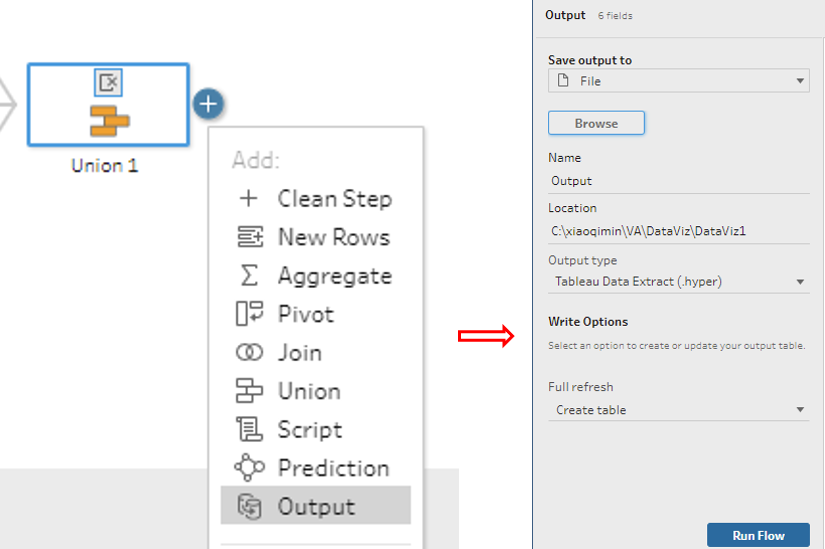 Union 1
Add:
Clean Step
New Rows
Aggregate
Pivot
Join
Union
Script
Prediction
Output
Output 6 fields
Save output to
File
Browse
Name
Output
Location
C:\xiaoqimin\VA\DataViz\DataViz1
Output type
Tableau Data Extract (.hyper)
Write Options
Select an option to create or update your output table.
Full refresh
Create table
Run Flow